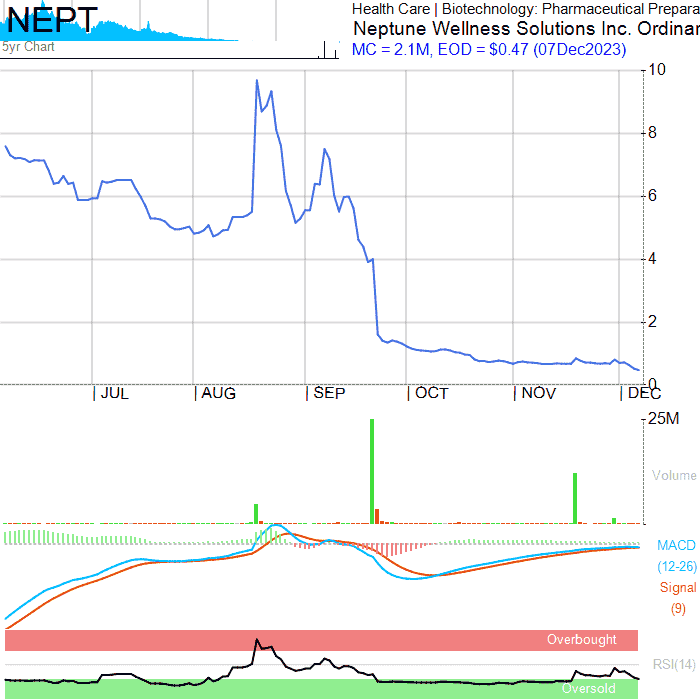 NEPT
5yr Chart
Health Care | Biotechnology: Pharmaceutical Prepara
Neptune Wellness Solutions Inc. Ordinar
MC = 2.1M, EOD = $0.47 (07Dec2023)
10
8
6
4
2
0
JUL AUG SEP OCT NOV DEC
25M
Volume
MACD
(12-26)
Signal
(9)
Overbought
RSI(14)
Oversold